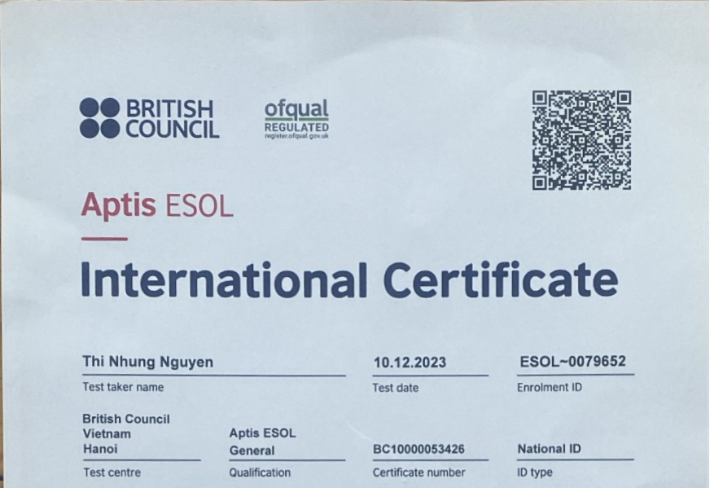 BRITISH
COUNCIL
ofqual
REGULATED
register.ofqual.gov.uk
Aptis ESOL
International Certificate
Thi Nhung Nguyen 10.12.2023 ESOL~0079652
Test taker name Test date Enrolment ID
British Council
Vietnam Aptis ESOL
Hanoi General BC10000053426 National ID
Test centre Qualification Certificate number ID type